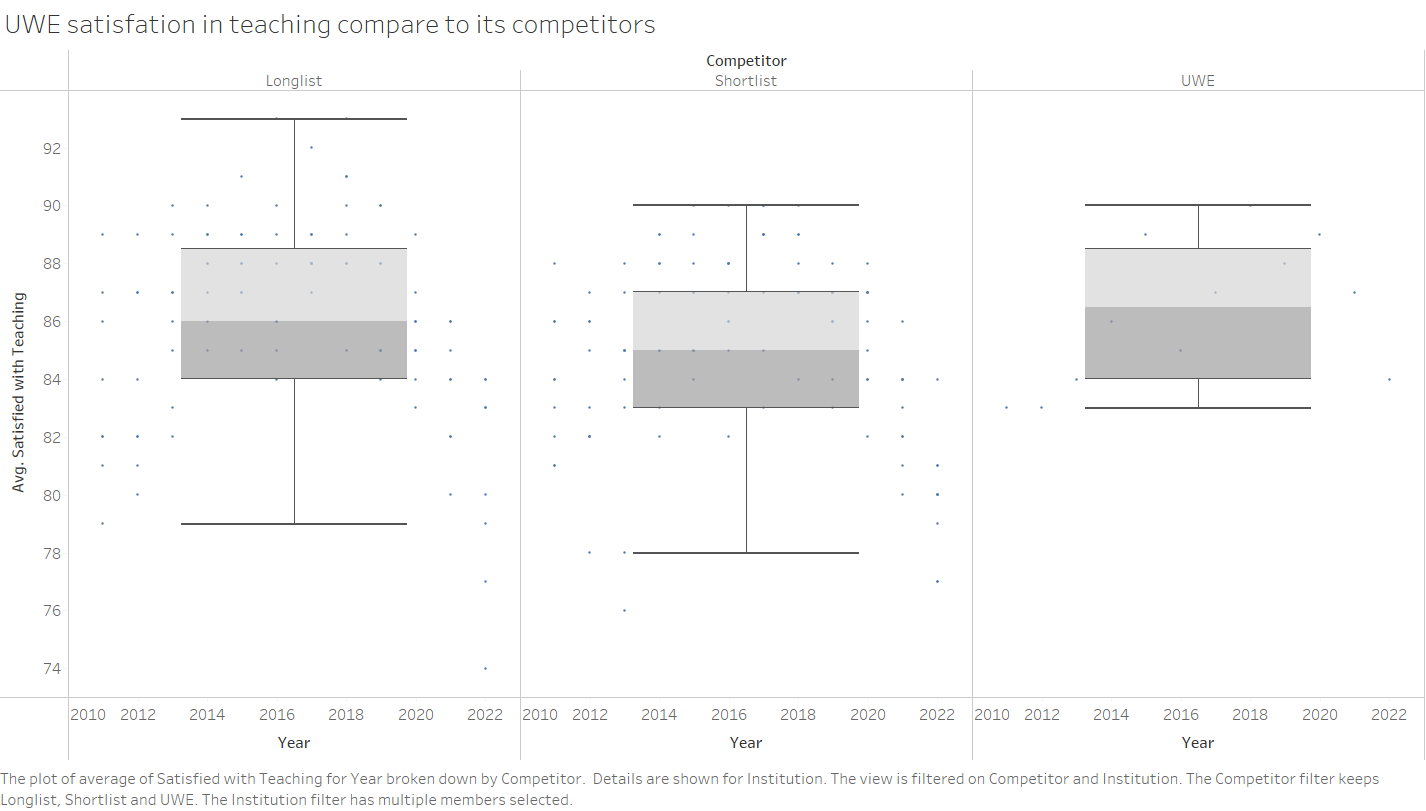 UWE satisfation in teaching compare to its competitors
Competitor
Longlist Shortlist UWE
Avg. Satisfied with Teaching
92
90
88
86
84
82
80
78
76
74
2010 2012 2014 2016 2018 2020 2022 2010 2012 2014 2016 2018 2020 2022 2010 2012 2014 2016 2018 2020 2022
Year Year Year
The plot of average of Satisfied with Teaching for Year broken down by Competitor.  Details are shown for Institution. The view is filtered on Competitor and Institution. The Competitor filter keeps
Longlist, Shortlist and UWE. The Institution filter has multiple members selected.